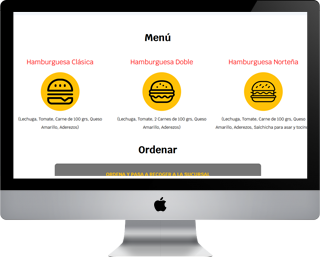 Menú
Hamburguesa Clásica
(Lechuga, Tomate, Carne de 100 grs, Queso
Amarillo, Aderezos)
Hamburguesa Doble
(Lechuga, Tomate, 2 Carnes de 100 grs, Queso
Amarillo, Aderezos)
Hamburguesa Norteña
(Lechuga, Tomate, Carne de 100 grs, Queso
Amarillo, Aderezos, Salchicha para asar y tocino
Ordenar
ORDENA Y PASA A RECOGER A LA SUCURSAL